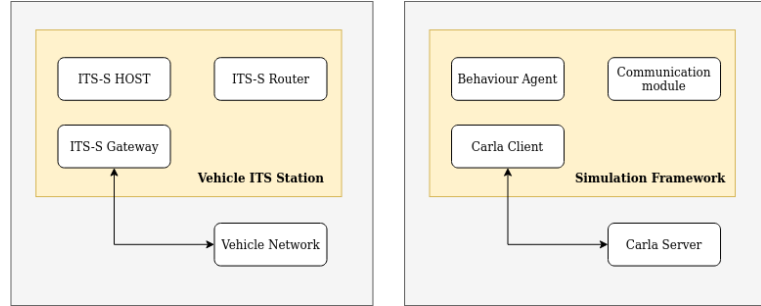 ITS-S HOST
ITS-S Router
ITS-S Gateway
Vehicle ITS Station
Vehicle Network
Behaviour Agent
Communication
module
Carla Client
Simulation Framework
Carla Server